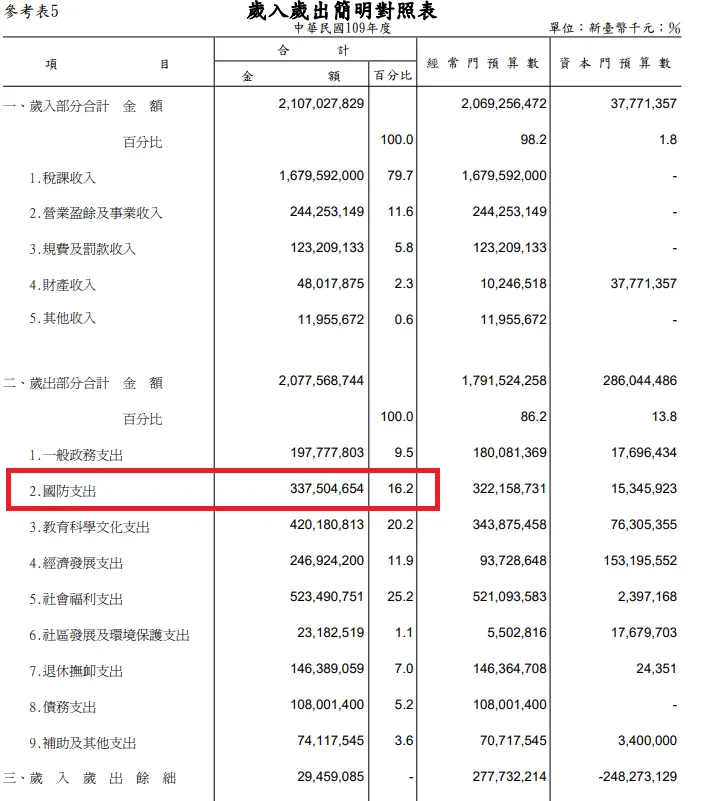 參考表5
歲入歲出簡明對照表
中華民國109年度
單位：新臺幣千元；%
項 目 合 計 經常門預算數 資本門預算數
金 額 百分比
一、歲入部分合計 金 額 2,107,027,829 2,069,256,472 37,771,357
百分比 100.0 98.2 1.8
1.稅課收入 1,679,592,000 79.7 1,679,592,000 -
2.營業盈餘及事業收入 244,253,149 11.6 244,253,149 -
3.規費及罰款收入 123,209,133 5.8 123,209,133 -
4.財產收入 48,017,875 2.3 10,246,518 37,771,357
5.其他收入 11,955,672 0.6 11,955,672 -
二、歲出部分合計 金 額 2,077,568,744 1,791,524,258 286,044,486
百分比 100.0 86.2 13.8
1.一般政務支出 197,777,803 9.5 180,081,369 17,696,434
2.國防支出 337,504,654 16.2 322,158,731 15,345,923
3.教育科學文化支出 420,180,813 20.2 343,875,458 76,305,355
4.經濟發展支出 246,924,200 11.9 93,728,648 153,195,552
5.社會福利支出 523,490,751 25.2 521,093,583 2,397,168
6.社區發展及環境保護支出 23,182,519 1.1 5,502,816 17,679,703
7.退休撫卹支出 146,389,059 7.0 146,364,708 24,351
8.債務支出 108,001,400 5.2 108,001,400 -
9.補助及其他支出 74,117,545 3.6 70,717,545 3,400,000
三、歲 入 歲 出 餘 絀 29,459,085 - 277,732,214 -248,273,129